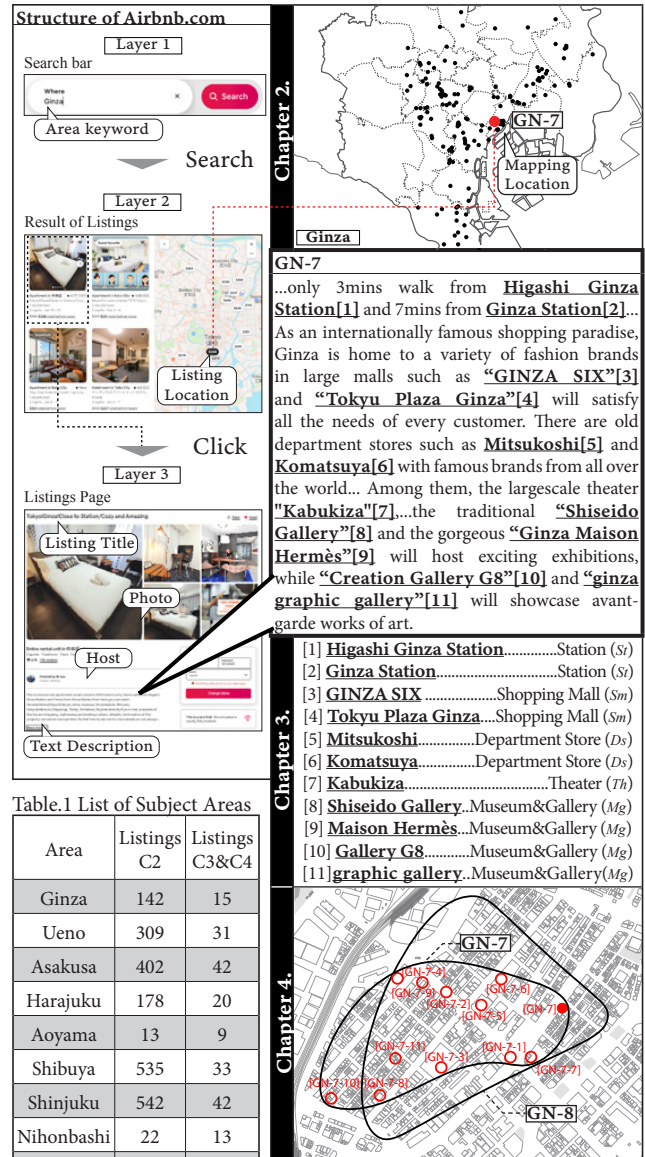 Structure of Airbnb.com
Layer 1
Search bar
Where
Ginza
×
Search
Area keyword
Search
Layer 2
Result of Listings
Listing
Location
Click
Layer 3
Listings Page
Tokyo!Ginza!Close to Station/Cozy and Amazing
Listing Title
Photo
Host
Text Description
Table.1 List of Subject Areas
Area Listings C2 Listings C3&C4
Ginza 142 15
Ueno 309 31
Asakusa 402 42
Harajuku 178 20
Aoyama 13 9
Shibuya 535 33
Shinjuku 542 42
Nihonbashi 22 13
Chapter 2.
GN-7
Mapping
Location
Ginza
GN-7
...only 3mins walk from Higashi Ginza
Station[1] and 7mins from Ginza Station[2]...
As an internationally famous shopping paradise,
Ginza is home to a variety of fashion brands
in large malls such as “GINZA SIX”[3]
and “Tokyu Plaza Ginza”[4] will satisfy
all the needs of every customer. There are old
department stores such as Mitsukoshi[5] and
Komatsuya[6] with famous brands from all over
the world... Among them, the largescale theater
"Kabukiza"[7],...the traditional “Shiseido
Gallery”[8] and the gorgeous “Ginza Maison
Hermès”[9] will host exciting exhibitions,
while “Creation Gallery G8”[10] and “ginza
graphic gallery”[11] will showcase avant-
garde works of art.
Chapter 3.
[1] Higashi Ginza Station.............Station (St)
[2] Ginza Station.............................Station (St)
[3] GINZA SIX .................Shopping Mall (Sm)
[4] Tokyu Plaza Ginza....Shopping Mall (Sm)
[5] Mitsukoshi..............Department Store (Ds)
[6] Komatsuya..............Department Store (Ds)
[7] Kabukiza....................................Theater (Th)
[8] Shiseido Gallery..Museum&Gallery (Mg)
[9] Maison Hermès...Museum&Gallery (Mg)
[10] Gallery G8...........Museum&Gallery (Mg)
[11]graphic gallery..Museum&Gallery(Mg)
Chapter 4.
GN-7
[GN-7-4]
[GN-7-9]
[GN-7-2]
[GN-7-6]
[GN-7-5]
[GN-7]
[GN-7-11]
[GN-7-3]
[GN-7-1]
[GN-7-7]
[GN-7-10]
[GN-7-8]
GN-8